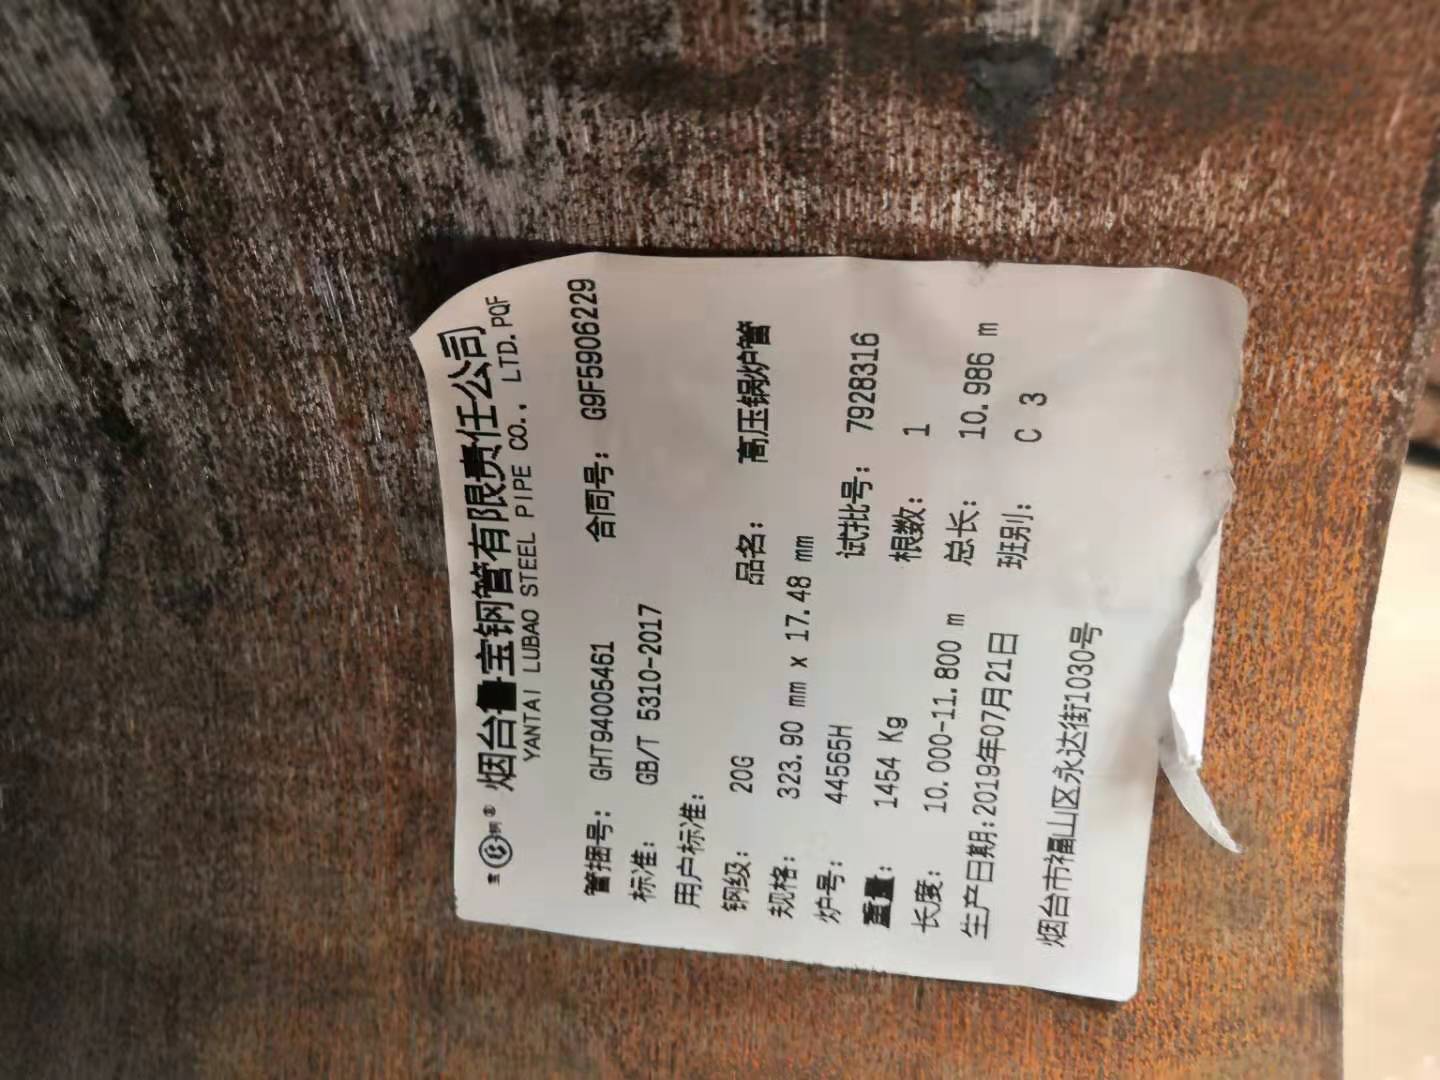 宝钢® 烟台鲁宝钢管有限责任公司
YANTAI LUBAO STEEL PIPE CO., LTD.PQF
管捆号: GHT94005461 合同号: G9F5906229
标准: GB/T 5310-2017
用户标准:
钢级: 20G 品名: 高压锅炉管
规格: 323.90 mm x 17.48 mm
炉号: 44565H 试批号: 7928316
重量: 1454 Kg 根数: 1
长度: 10.000-11.800 m 总长: 10.986 m
生产日期:2019年07月21日 班别: C 3
烟台市福山区永达街1030号